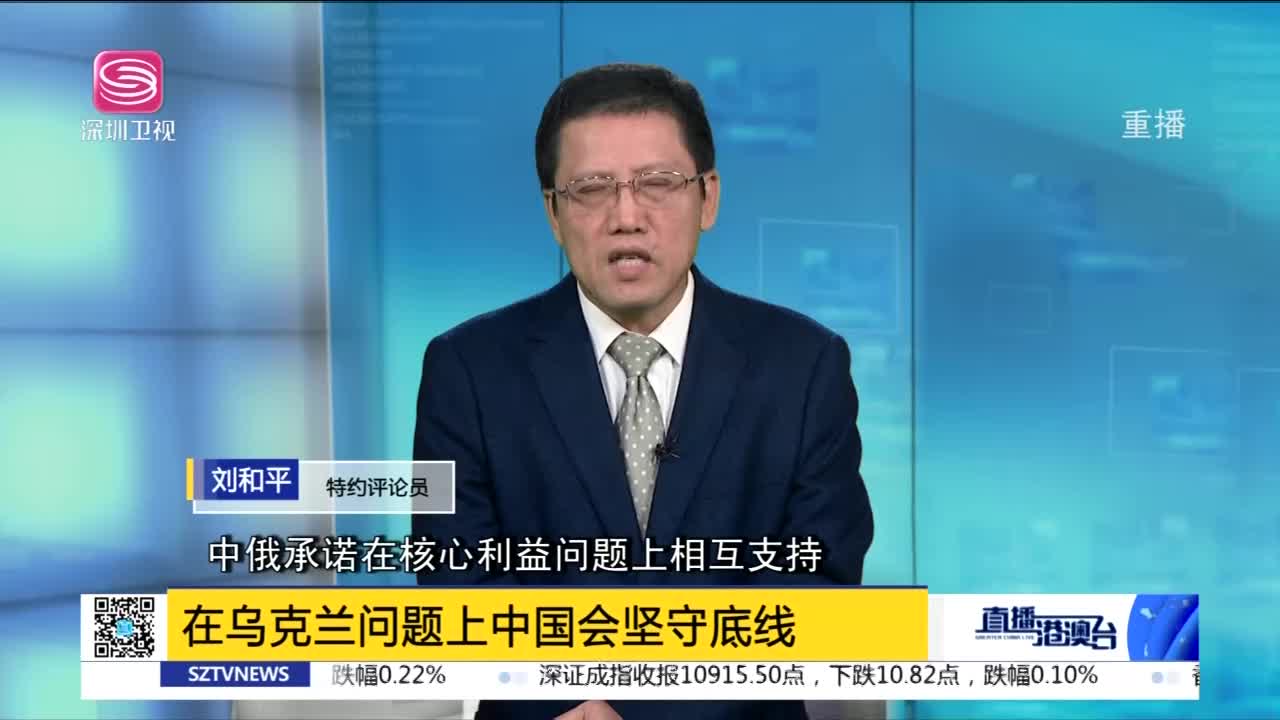 深圳卫视
重播
刘和平
特约评论员
中俄承诺在核心利益问题上相互支持
在乌克兰问题上中国会坚守底线
直播港澳台
GREATER CHINA LIVE
SZTVNEWS
跌幅0.22%
深证成指收报10915.50点，下跌10.82点，跌幅0.10%